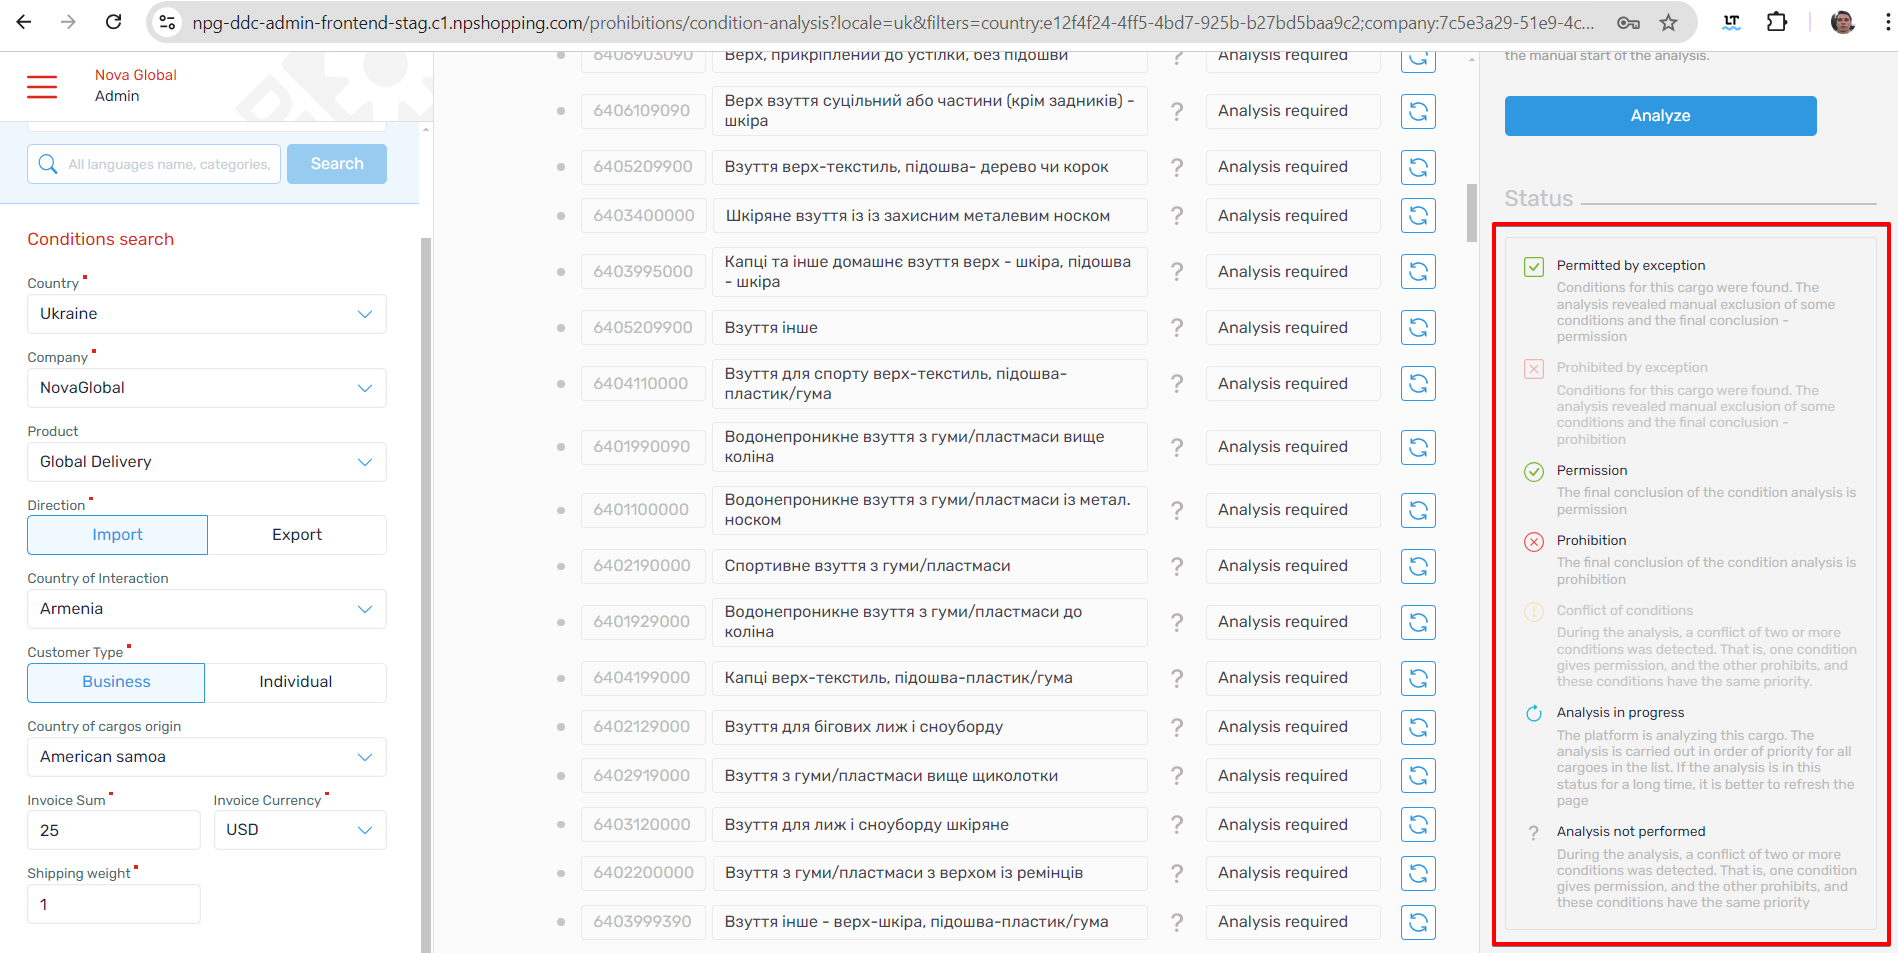 npg-ddc-admin-frontend-stag.c1.npshopping.com/prohibitions/condition-analysis?locale=uk&filters=country:e12f4f24-4ff5-4bd7-925b-b27bd5baa9c2;company:7c5e3a29-51e9-4c...
LT
Nova Global
Admin
All languages name, categories,
Search
Conditions search
Country
Ukraine
Company
NovaGlobal
Product
Global Delivery
Direction
Import
Export
Country of Interaction
Armenia
Customer Type
Business
Individual
Country of cargos origin
American samoa
Invoice Sum
Invoice Currency
25
USD
Shipping weight
1
6406903090
Верх, прикріплений до устілки, без підошви
?
Analysis required
6406109090
Верх взуття суцільний або частини (крім задників) -
шкіра
?
Analysis required
6405209900
Взуття верх-текстиль, підошва- дерево чи корок
?
Analysis required
6403400000
Шкіряне взуття із із захисним металевим носком
?
Analysis required
6403995000
Капці та інше домашнє взуття верх - шкіра, підошва
- шкіра
?
Analysis required
6405209900
Взуття інше
?
Analysis required
6404110000
Взуття для спорту верх-текстиль, підошва-
пластик/гума
?
Analysis required
6401990090
Водонепроникне взуття з гуми/пластмаси вище
коліна
?
Analysis required
6401100000
Водонепроникне взуття з гуми/пластмаси із метал.
носком
?
Analysis required
6402190000
Спортивне взуття з гуми/пластмаси
?
Analysis required
6401929000
Водонепроникне взуття з гуми/пластмаси до
коліна
?
Analysis required
6404199000
Капці верх-текстиль, підошва-пластик/гума
?
Analysis required
6402129000
Взуття для бігових лиж і сноуборду
?
Analysis required
6402919000
Взуття з гуми/пластмаси вище щиколотки
?
Analysis required
6403120000
Взуття для лиж і сноуборду шкіряне
?
Analysis required
6402200000
Взуття з гуми/пластмаси з верхом із ремінців
?
Analysis required
6403999390
Взуття інше - верх-шкіра, підошва-пластик/гума
?
Analysis required
the manual start of the analysis.
Analyze
Status
Permitted by exception
Conditions for this cargo were found. The
analysis revealed manual exclusion of some
conditions and the final conclusion -
permission
Prohibited by exception
Conditions for this cargo were found. The
analysis revealed manual exclusion of some
conditions and the final conclusion -
prohibition
Permission
The final conclusion of the condition analysis is
permission
Prohibition
The final conclusion of the condition analysis is
prohibition
Conflict of conditions
During the analysis, a conflict of two or more
conditions was detected. That is, one condition
gives permission, and the other prohibits, and
these conditions have the same priority.
Analysis in progress
The platform is analyzing this cargo. The
analysis is carried out in order of priority for all
cargoes in the list. If the analysis is in this
status for a long time, it is better to refresh the
page
?
Analysis not performed
During the analysis, a conflict of two or more
conditions was detected. That is, one condition
gives permission, and the other prohibits, and
these conditions have the same priority